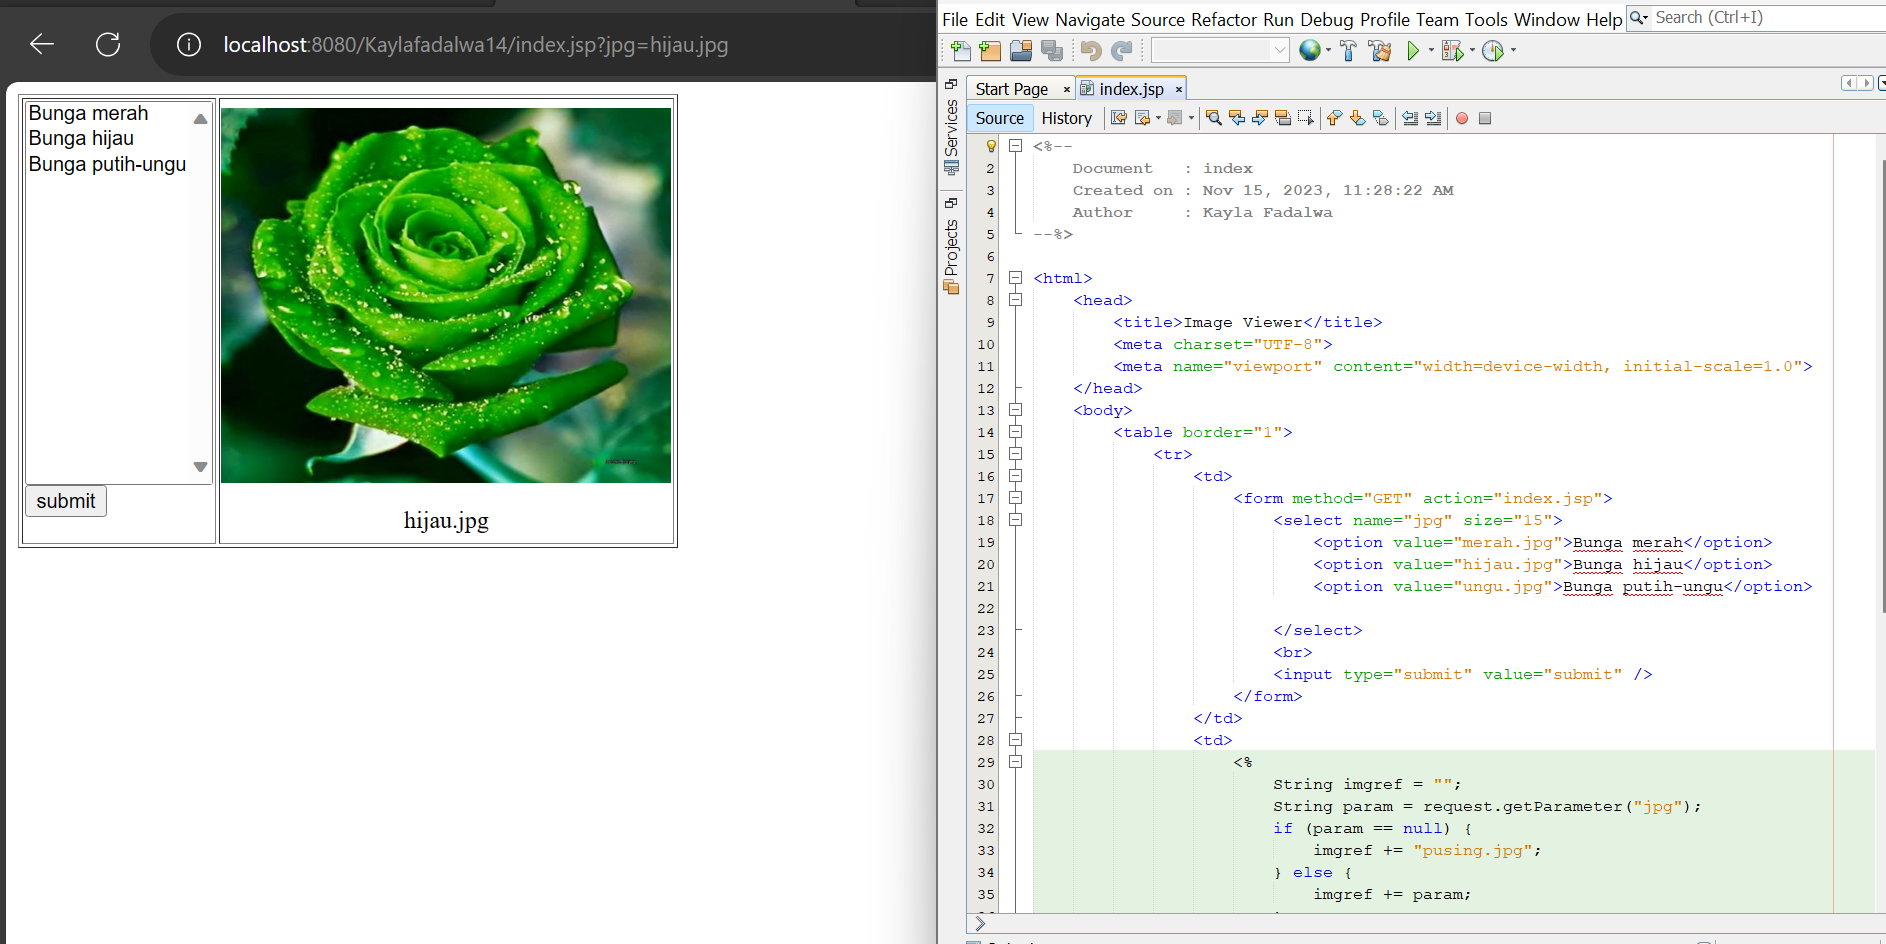 localhost:8080/Kaylafadalwa14/index.jsp?jpg=hijau.jpg
Bunga merah
Bunga hijau
Bunga putih-ungu
submit
hijau.jpg
File Edit View Navigate Source Refactor Run Debug Profile Team Tools Window Help
Search (Ctrl+I)
Services
Projects
Start Page
index.jsp
Source
History
<%--
2 Document : index
3 Created on : Nov 15, 2023, 11:28:22 AM
4 Author : Kayla Fadalwa
5 --%>
6
7 <html>
8 <head>
9 <title>Image Viewer</title>
10 <meta charset="UTF-8">
11 <meta name="viewport" content="width=device-width, initial-scale=1.0">
12 </head>
13 <body>
14 <table border="1">
15 <tr>
16 <td>
17 <form method="GET" action="index.jsp">
18 <select name="jpg" size="15">
19 <option value="merah.jpg">Bunga merah</option>
20 <option value="hijau.jpg">Bunga hijau</option>
21 <option value="ungu.jpg">Bunga putih-ungu</option>
22
23 </select>
24 <br>
25 <input type="submit" value="submit" />
26 </form>
27 </td>
28 <td>
29 <%
30 String imgref = "";
31 String param = request.getParameter("jpg");
32 if (param == null) {
33 imgref += "pusing.jpg";
34 } else {
35 imgref += param;